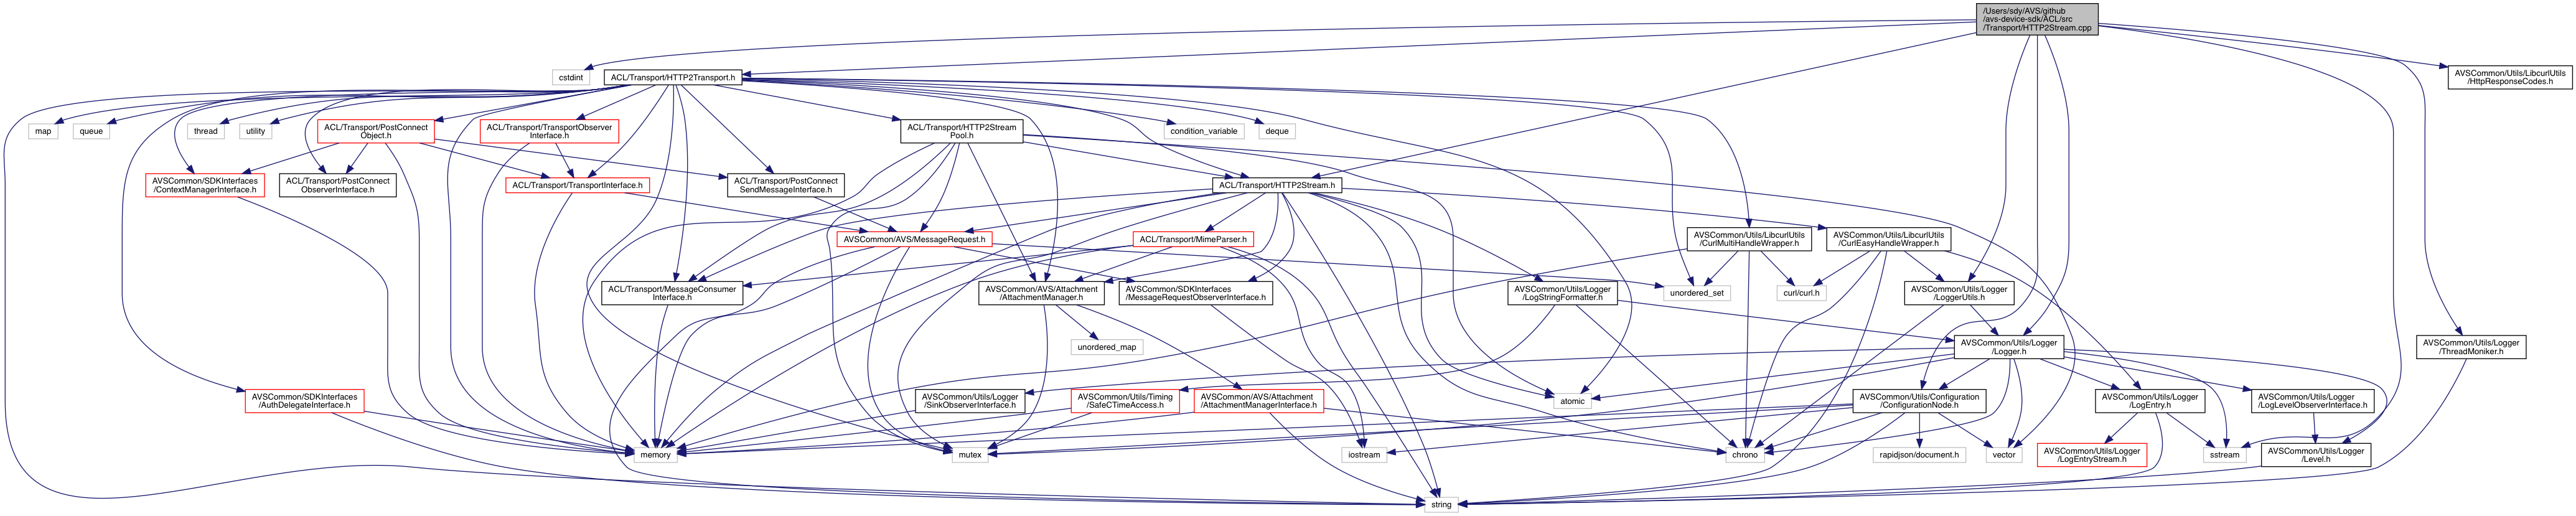 /Users/sdy/AVS/github
/avs-device-sdk/ACL/src
/Transport/HTTP2Stream.cpp
cstdint
ACL/Transport/HTTP2Transport.h
AVSCommon/Utils/LibcurlUtils
/HttpResponseCodes.h
map
queue
thread
utility
ACL/Transport/PostConnect
Object.h
ACL/Transport/TransportObserver
Interface.h
ACL/Transport/HTTP2Stream
Pool.h
condition_variable
deque
AVSCommon/SDKInterfaces
/ContextManagerInterface.h
ACL/Transport/PostConnect
ObserverInterface.h
ACL/Transport/TransportInterface.h
ACL/Transport/PostConnect
SendMessageInterface.h
ACL/Transport/HTTP2Stream.h
AVSCommon/AVS/MessageRequest.h
ACL/Transport/MimeParser.h
AVSCommon/Utils/LibcurlUtils
/CurlMultiHandleWrapper.h
AVSCommon/Utils/LibcurlUtils
/CurlEasyHandleWrapper.h
ACL/Transport/MessageConsumer
Interface.h
AVSCommon/AVS/Attachment
/AttachmentManager.h
AVSCommon/SDKInterfaces
/MessageRequestObserverInterface.h
AVSCommon/Utils/Logger
/LogStringFormatter.h
unordered_set
curl/curl.h
AVSCommon/Utils/Logger
/LoggerUtils.h
unordered_map
AVSCommon/Utils/Logger
/Logger.h
AVSCommon/Utils/Logger
/ThreadMoniker.h
AVSCommon/SDKInterfaces
/AuthDelegateInterface.h
AVSCommon/Utils/Logger
/SinkObserverInterface.h
AVSCommon/Utils/Timing
/SafeCTimeAccess.h
AVSCommon/AVS/Attachment
/AttachmentManagerInterface.h
atomic
AVSCommon/Utils/Configuration
/ConfigurationNode.h
AVSCommon/Utils/Logger
/LogEntry.h
AVSCommon/Utils/Logger
/LogLevelObserverInterface.h
memory
mutex
iostream
chrono
rapidjson/document.h
vector
AVSCommon/Utils/Logger
/LogEntryStream.h
sstream
AVSCommon/Utils/Logger
/Level.h
string